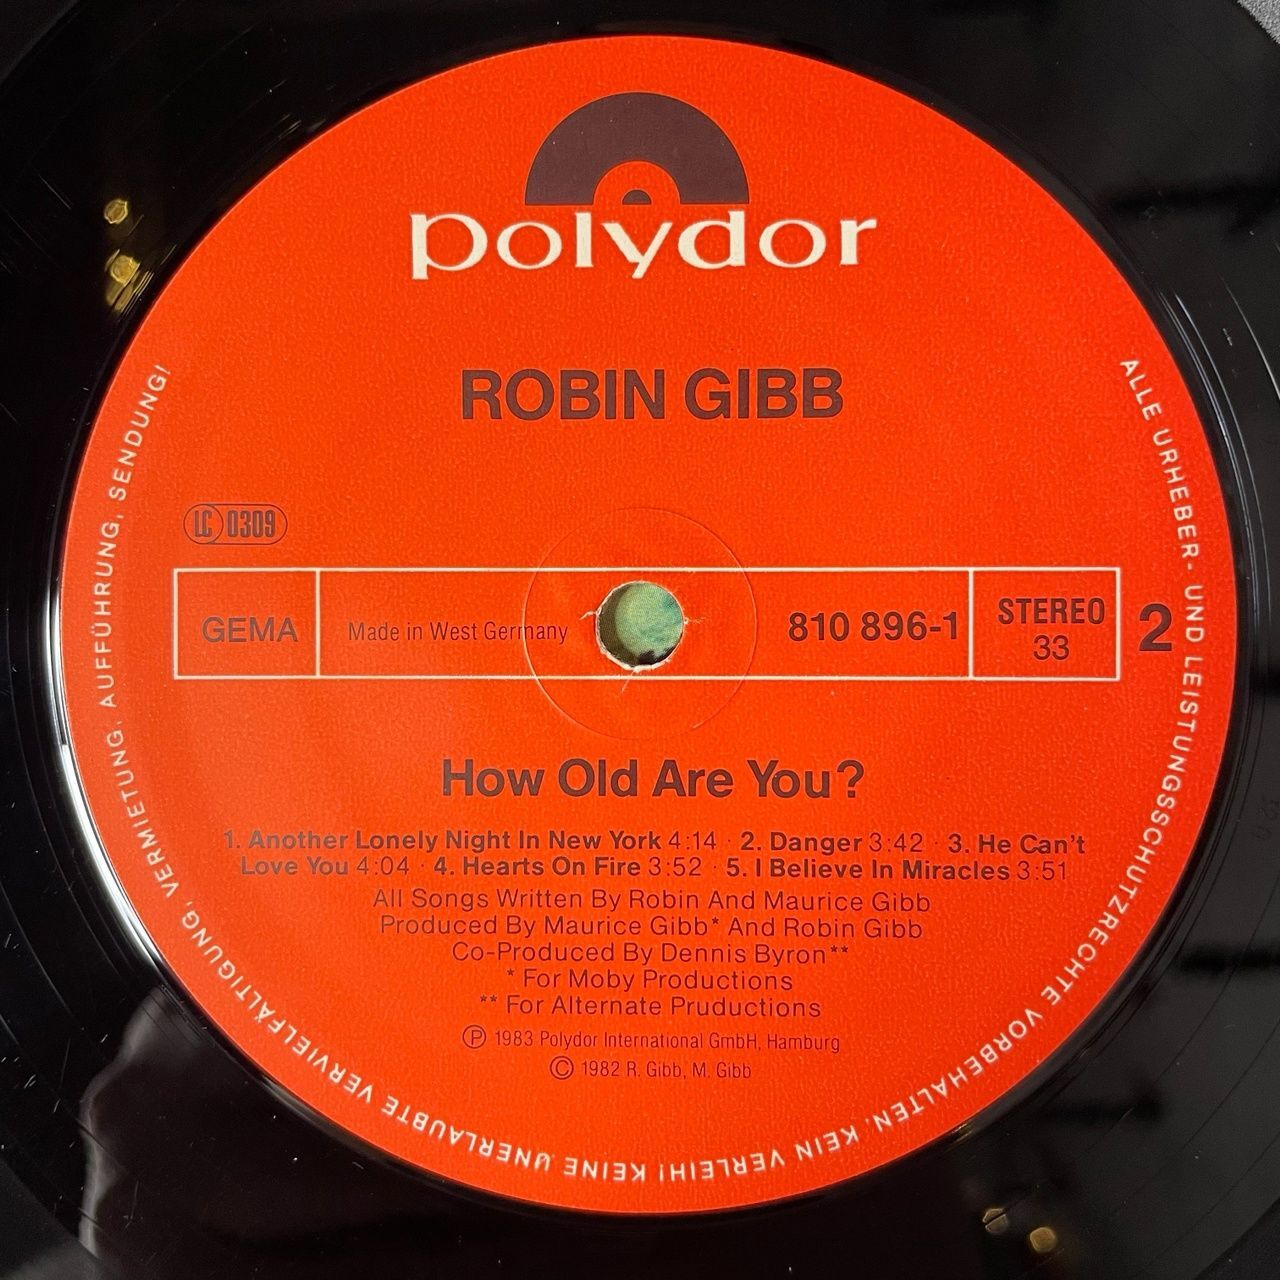 polydor
ROBIN GIBB
LC 0309
GEMA
Made in West Germany
810 896-1
STEREO
33
2
How Old Are You?
1. Another Lonely Night In New York 4:14 · 2. Danger 3:42 · 3. He Can't
Love You 4:04 · 4. Hearts On Fire 3:52 · 5. I Believe In Miracles 3:51
All Songs Written By Robin And Maurice Gibb
Produced By Maurice Gibb* And Robin Gibb
Co-Produced By Dennis Byron**
* For Moby Productions
** For Alternate Pruductions
Ⓟ 1983 Polydor International GmbH, Hamburg
© 1982 R. Gibb, M. Gibb
ALLE URHEBER- UND LEISTUNGSSCHUTZRECHTE VORBEHALTEN. KEIN VERLEIH! KEINE UNERLAUBTE VERVIELFÄLTIGUNG, VERMIETUNG, AUFFÜHRUNG, SENDUNG!